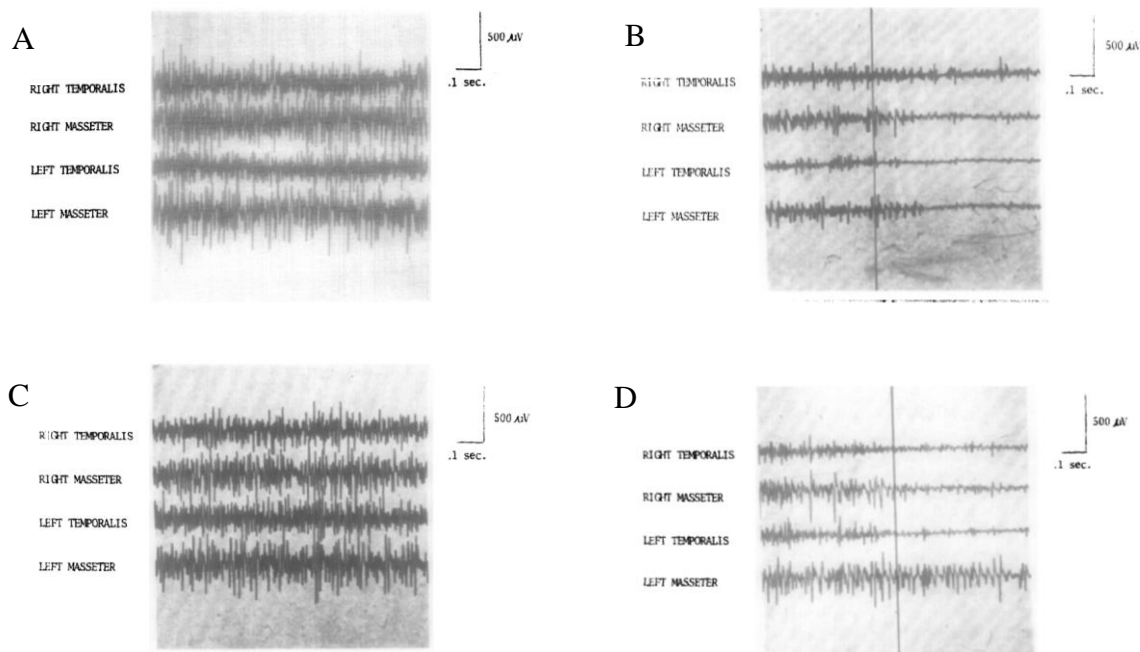 A
500 µV
.1 sec.
RIGHT TEMPORALIS
RIGHT MASSETER
LEFT TEMPORALIS
LEFT MASSETER
B
500 µV
.1 sec.
RIGHT TEMPORALIS
RIGHT MASSETER
LEFT TEMPORALIS
LEFT MASSETER
C
500 µV
.1 sec.
RIGHT TEMPORALIS
RIGHT MASSETER
LEFT TEMPORALIS
LEFT MASSETER
D
500 µV
.1 sec.
RIGHT TEMPORALIS
RIGHT MASSETER
LEFT TEMPORALIS
LEFT MASSETER